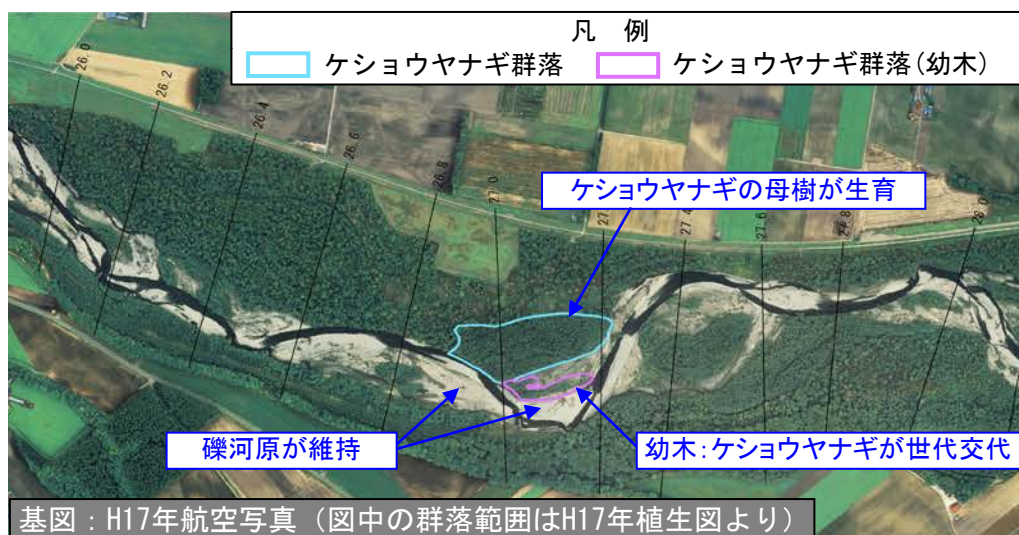 凡 例
ケショウヤナギ群落 ケショウヤナギ群落(幼木)
26.0
26.2
26.4
26.6
26.8
27.0
27.
27.4
27.6
27.8
28.0
ケショウヤナギの母樹が生育
礫河原が維持
幼木:ケショウヤナギが世代交代
基図:H17年航空写真(図中の群落範囲はH17年植生図より)